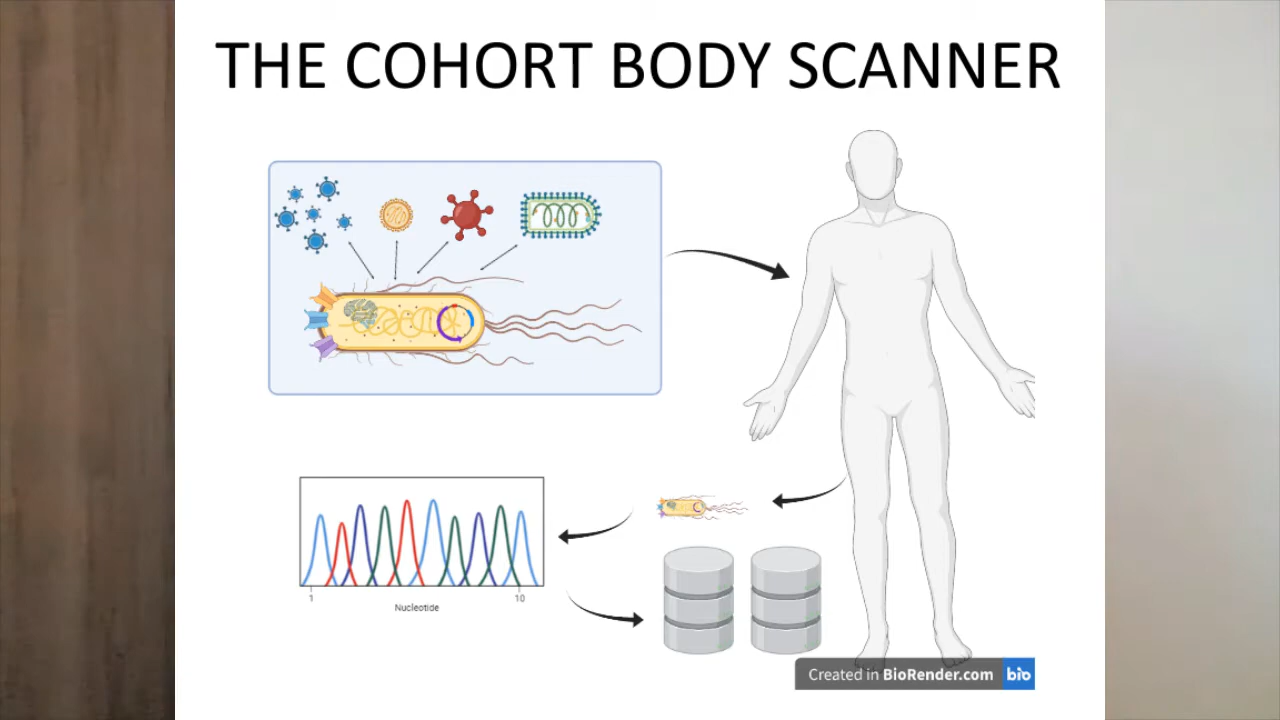 THE COHORT BODY SCANNER
1
10
Nucleotide
Created in BioRender.com
bio